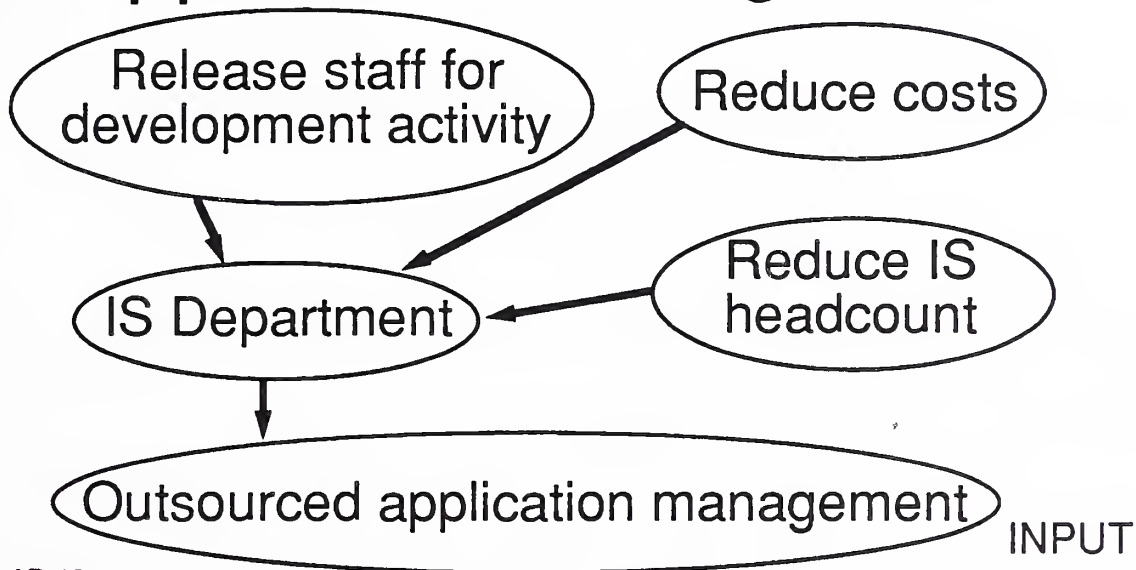 Release staff for
development activity
Reduce costs
Reduce IS
headcount
IS Department
Outsourced application management
INPUT